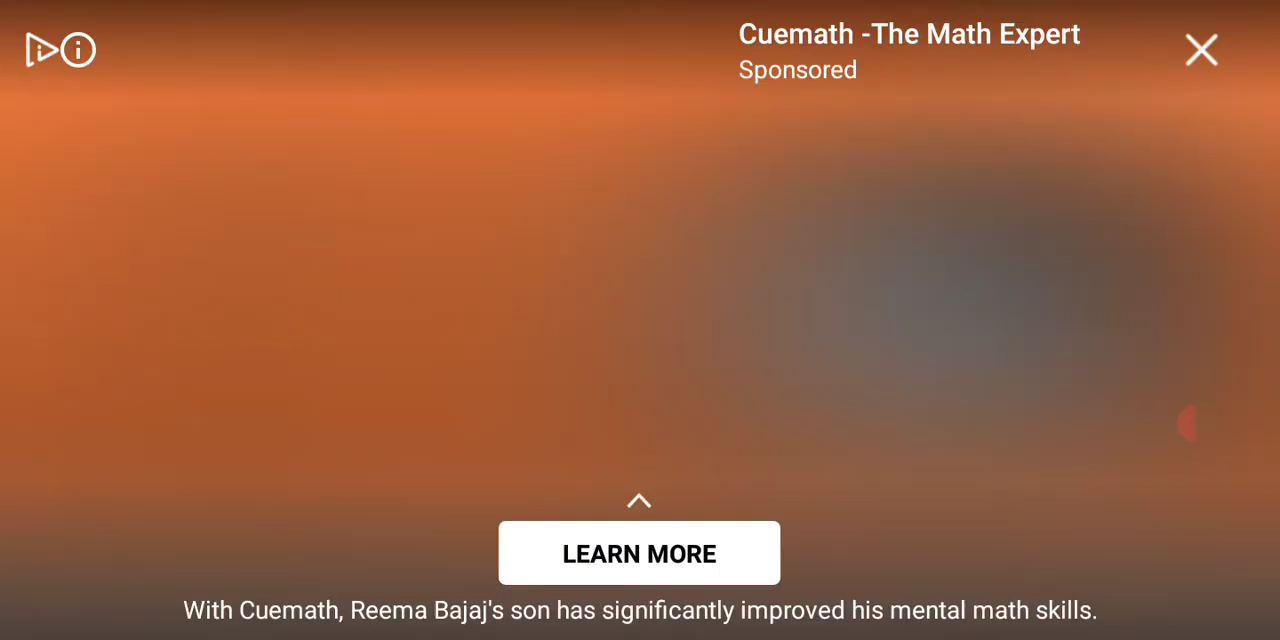 Cuemath -The Math Expert
Sponsored
LEARN MORE
With Cuemath, Reema Bajaj's son has significantly improved his mental math skills.